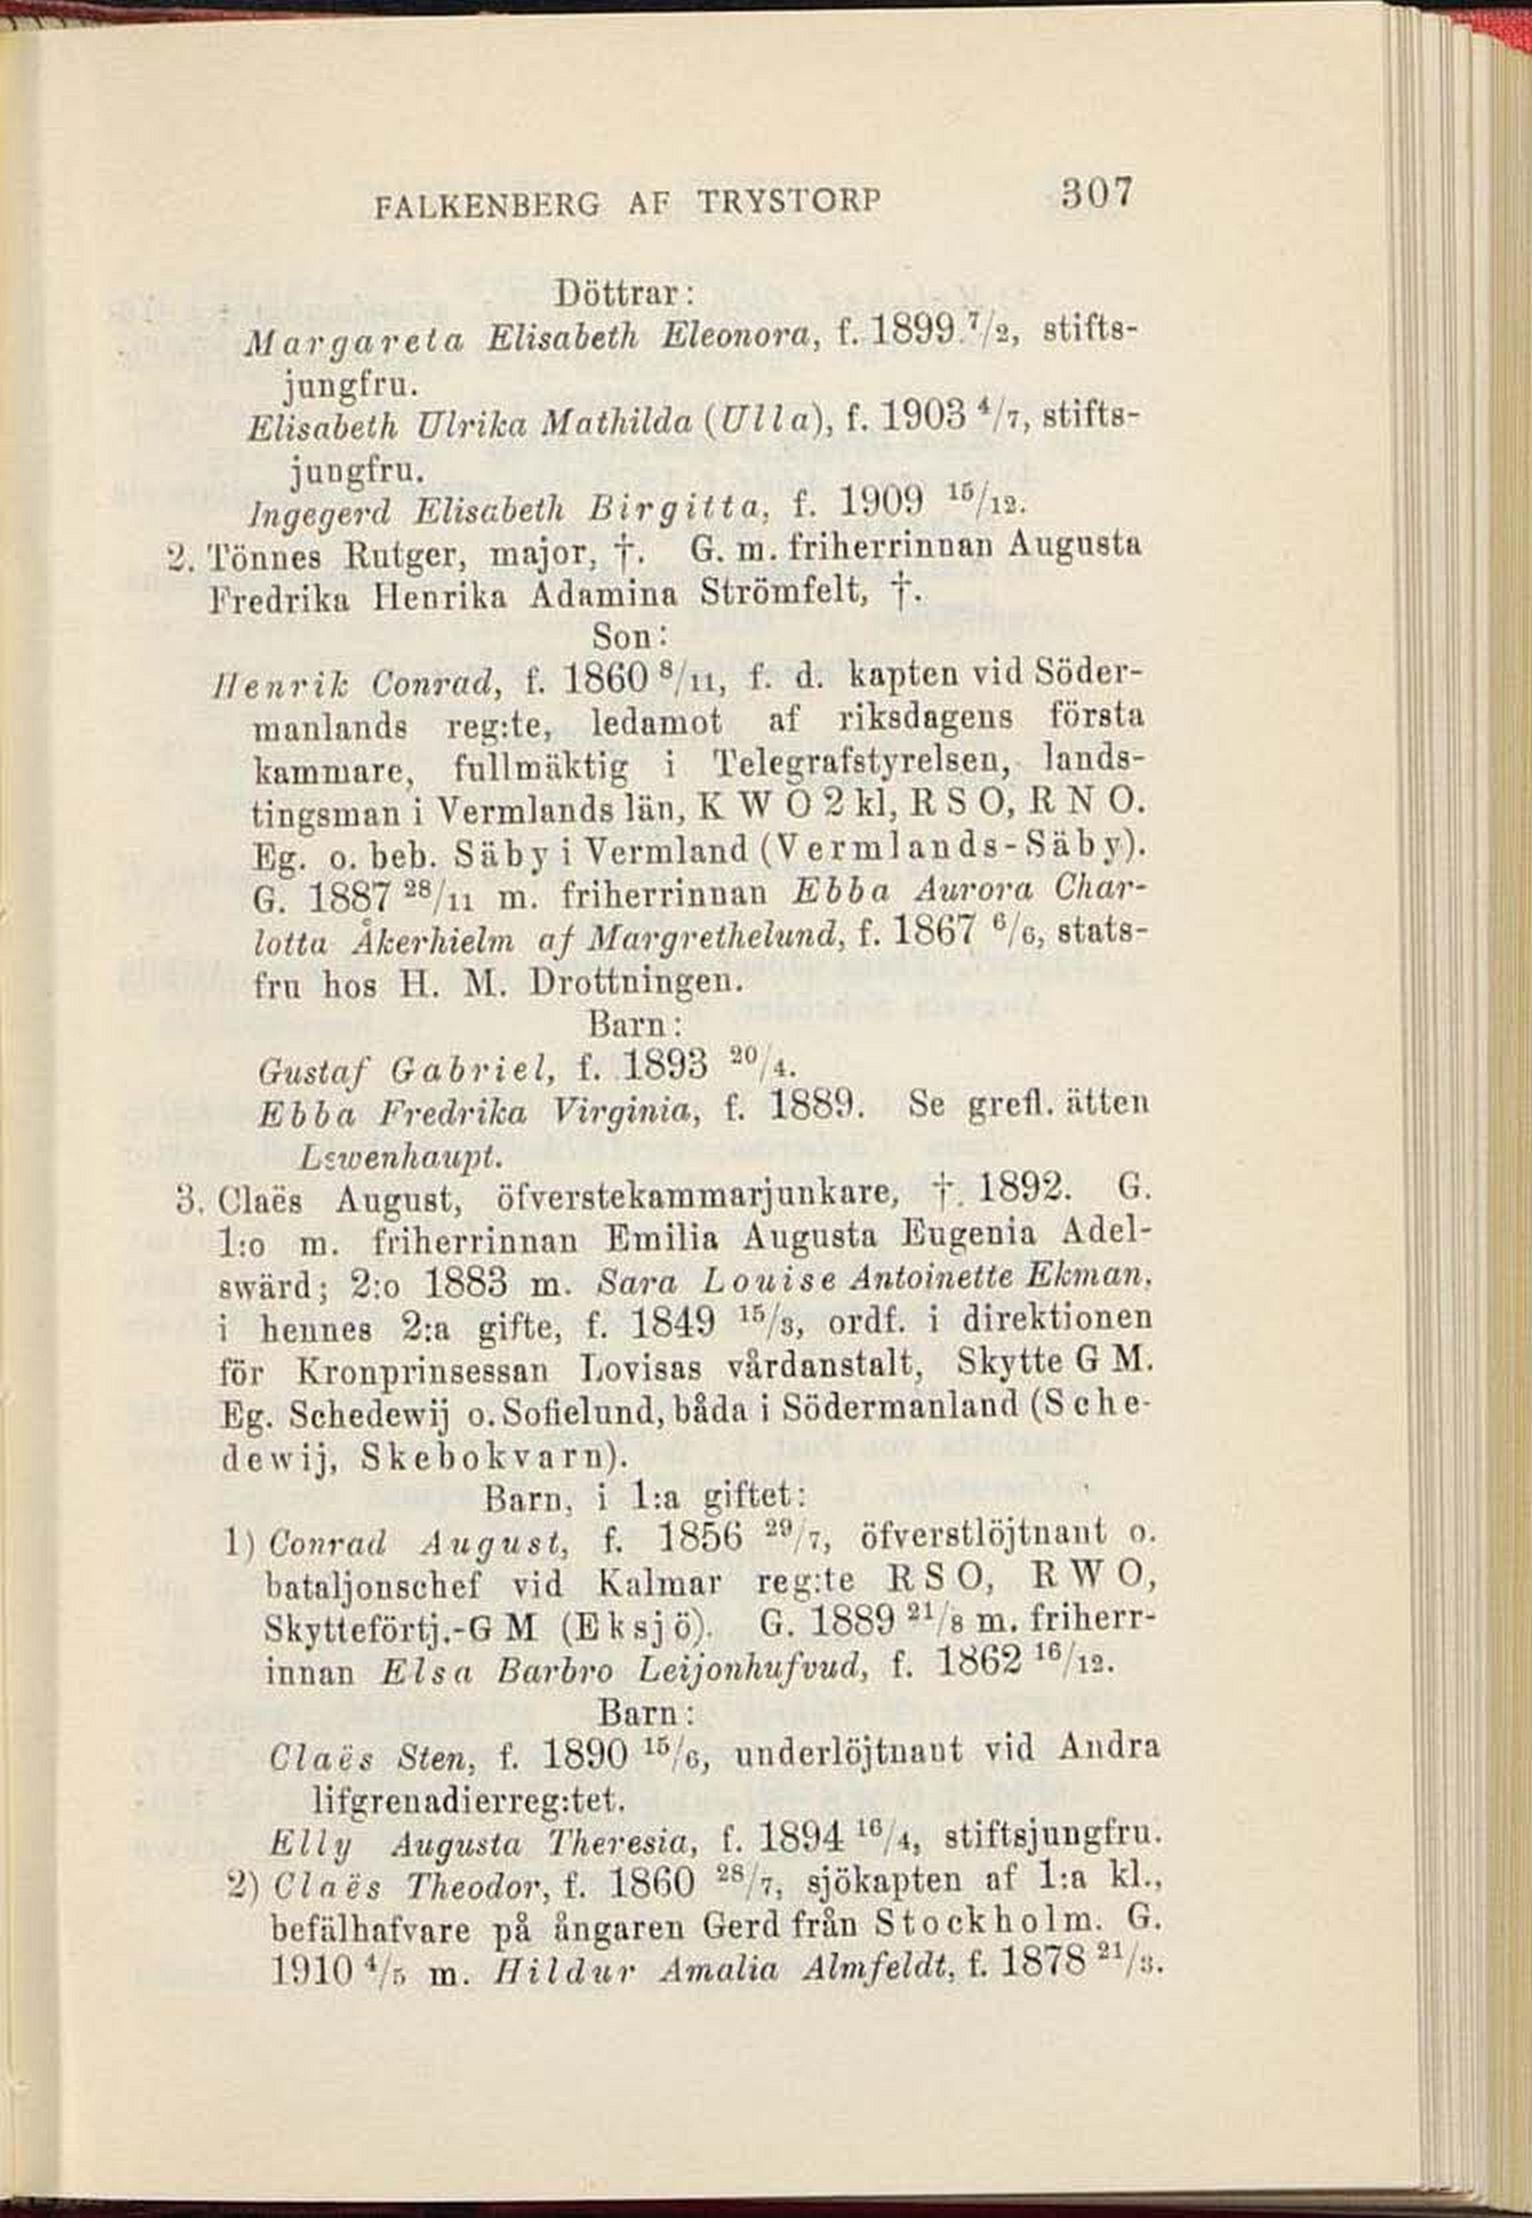 FALKENBERG AF TRYSTORP 307
Döttrar:
Margareta Elisabeth Eleonora, f. 1899 7/2, stifts-
jungfru.
Elisabeth Ulrika Mathilda (Ulla), f. 1903 4/7, stifts-
jungfru.
Ingegerd Elisabeth Birgitta, f. 1909 15/12.
2. Tönnes Rutger, major, †. G. m. friherrinnan Augusta
Fredrika Henrika Adamina Strömfelt, †.
Son:
Henrik Conrad, f. 1860 8/11, f. d. kapten vid Söder-
manlands reg:te, ledamot af riksdagens första
kammare, fullmäktig i Telegrafstyrelsen, lands-
tingsman i Vermlands län, K W O 2 kl, R S O, R N O.
Eg. o. beb. Säby i Vermland (Vermlands-Säby).
G. 1887 28/11 m. friherrinnan Ebba Aurora Char-
lotta Åkerhielm af Margrethelund, f. 1867 6/6, stats-
fru hos H. M. Drottningen.
Barn:
Gustaf Gabriel, f. 1893 20/4.
Ebba Fredrika Virginia, f. 1889. Se grefl. ätten
Lewenhaupt.
3. Claës August, öfverstekammarjunkare, †. 1892. G.
1:o m. friherrinnan Emilia Augusta Eugenia Adel-
swärd; 2:o 1883 m. Sara Louise Antoinette Ekman,
i hennes 2:a gifte, f. 1849 15/3, ordf. i direktionen
för Kronprinsessan Lovisas vårdanstalt, Skytte G M.
Eg. Schedewij o. Sofielund, båda i Södermanland (Sche-
dewij, Skebokvarn).
Barn, i 1:a giftet:
1) Conrad August, f. 1856 29/7, öfverstlöjtnant o.
bataljonschef vid Kalmar reg:te R S O, R W O,
Skytteförtj.-G M (Eksjö). G. 1889 21/8 m. friherr-
innan Elsa Barbro Leijonhufvud, f. 1862 16/12.
Barn:
Claës Sten, f. 1890 15/6, underlöjtnant vid Andra
lifgrenadierreg:tet.
Elly Augusta Theresia, f. 1894 16/4, stiftsjungfru.
2) Claës Theodor, f. 1860 28/7, sjökapten af 1:a kl.,
befälhafvare på ångaren Gerd från Stockholm. G.
1910 4/5 m. Hildur Amalia Almfeldt, f. 1878 21/3.